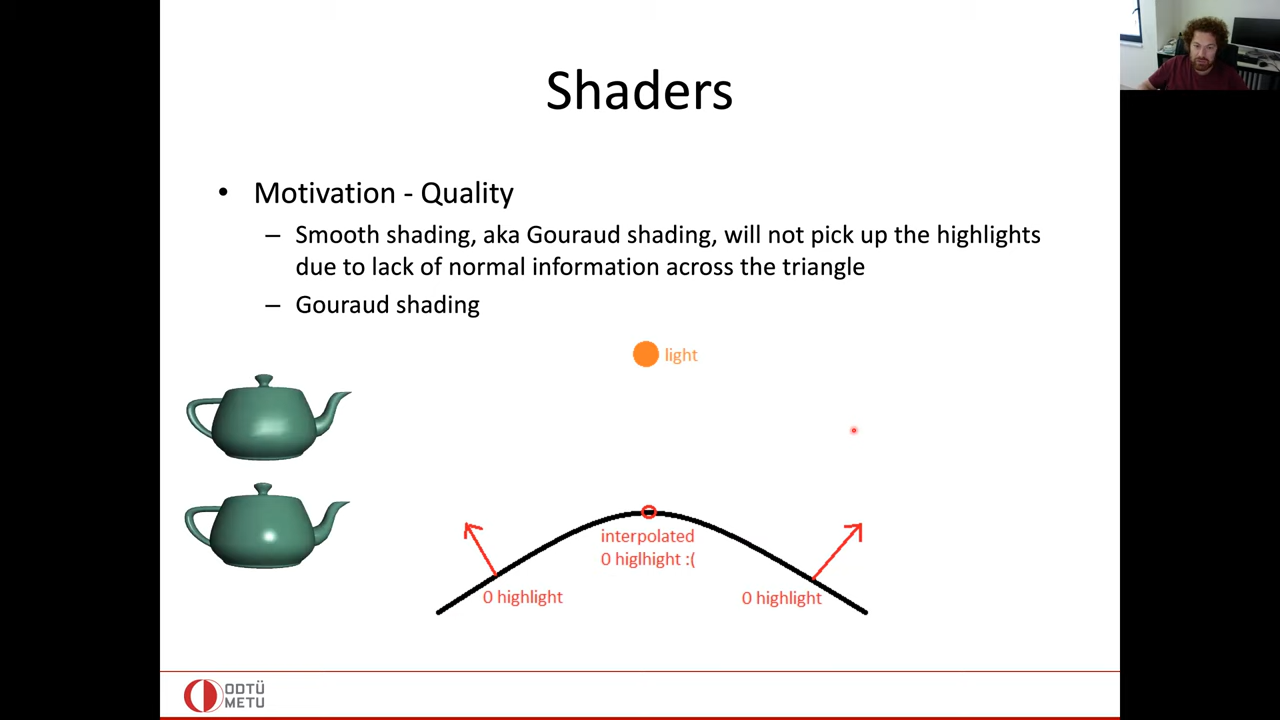 Shaders
• Motivation - Quality
– Smooth shading, aka Gouraud shading, will not pick up the highlights
due to lack of normal information across the triangle
– Gouraud shading
light
interpolated
0 higlhight :(
0 highlight
0 highlight
ODTÜ
METU